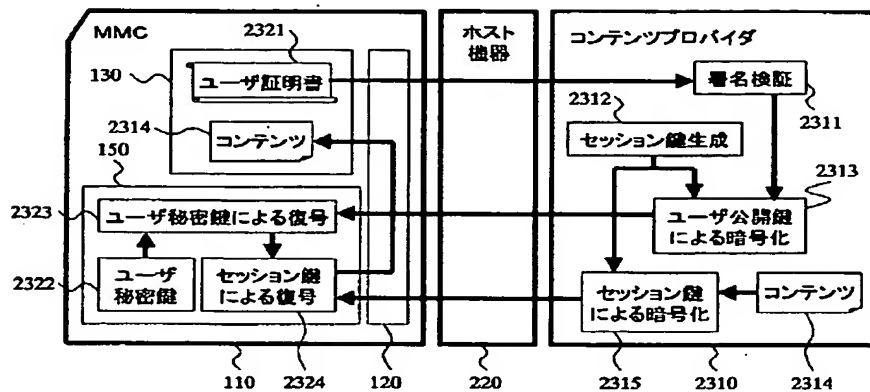 MMC
2321
ホスト
機器
コンテンツプロバイダ
130
ユーザ証明書
署名検証
2312
2311
2314
コンテンツ
セッション鍵生成
150
2313
2323
ユーザ秘密鍵による復号
ユーザ公開鍵
による暗号化
2322
ユーザ
秘密鍵
セッション鍵
による復号
セッション鍵
による暗号化
コンテンツ
110
2324
120
220
2315
2310
2314